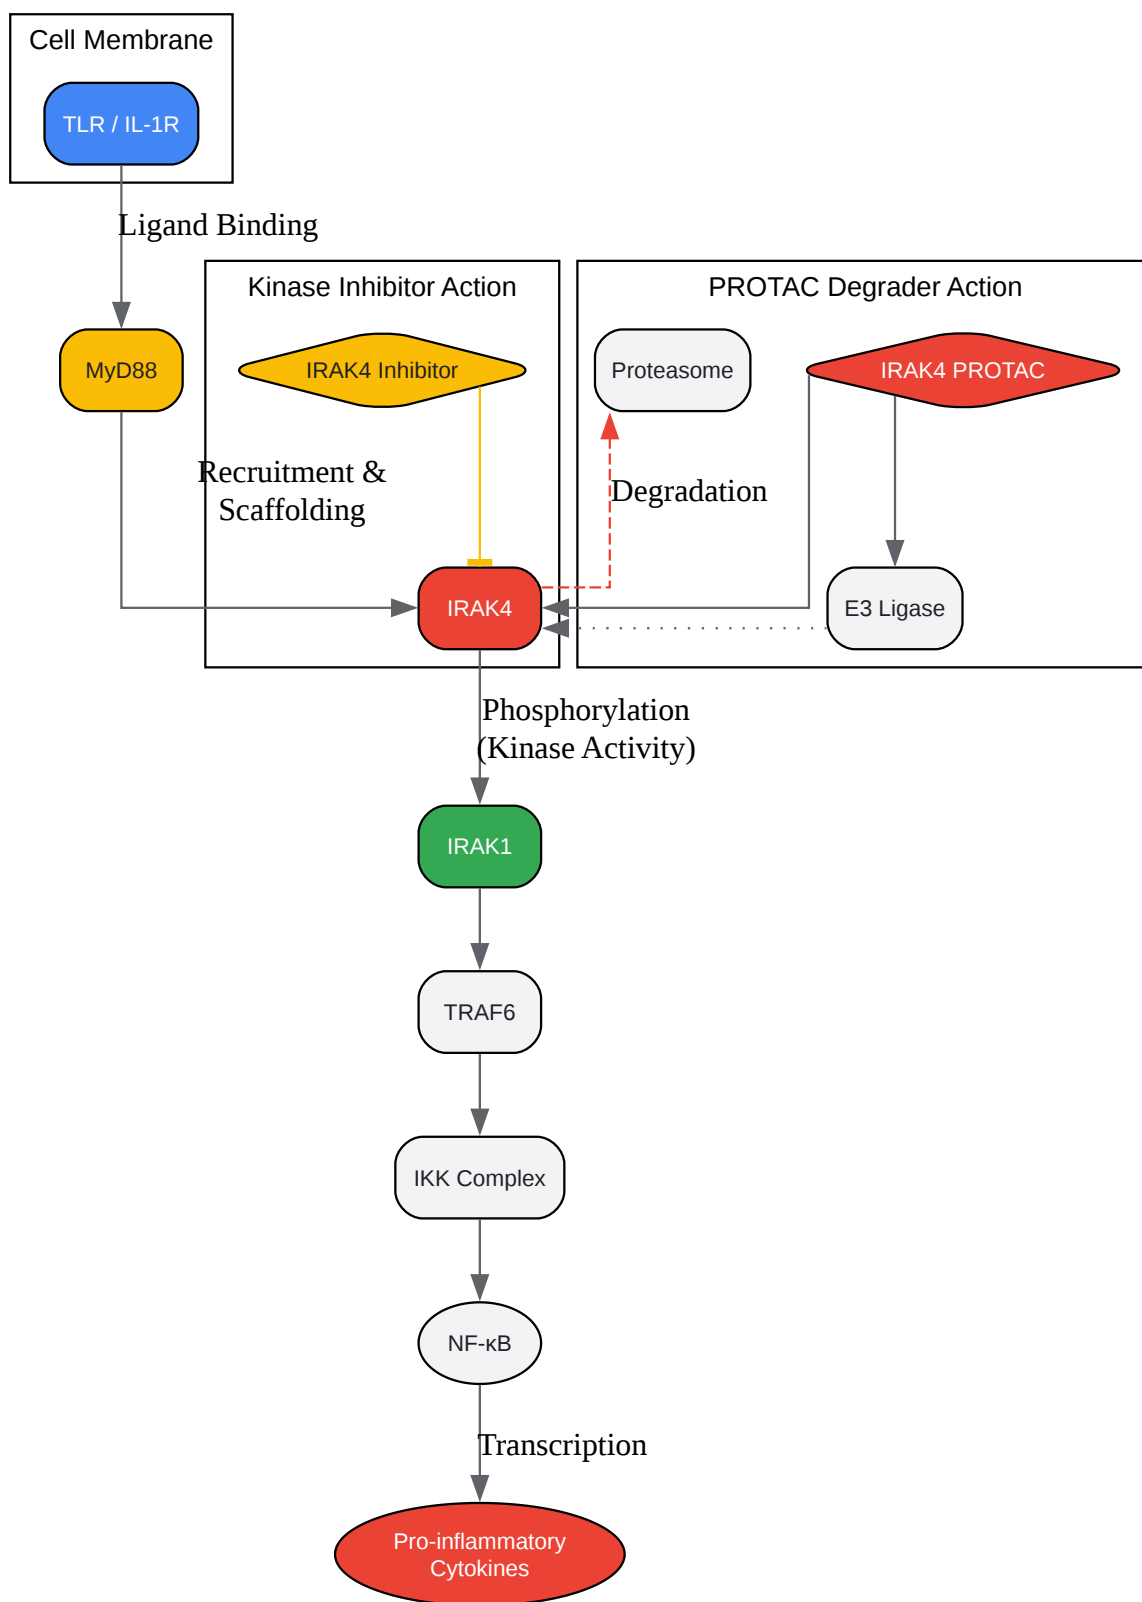 Cell Membrane
TLR / IL-1R
Ligand Binding
Kinase Inhibitor Action
PROTAC Degrader Action
MyD88
IRAK4 Inhibitor
Proteasome
IRAK4 PROTAC
Recruitment &
Scaffolding
Degradation
IRAK4
E3 Ligase
Phosphorylation
(Kinase Activity)
IRAK1
TRAF6
IKK Complex
NF-κB
Transcription
Pro-inflammatory
Cytokines